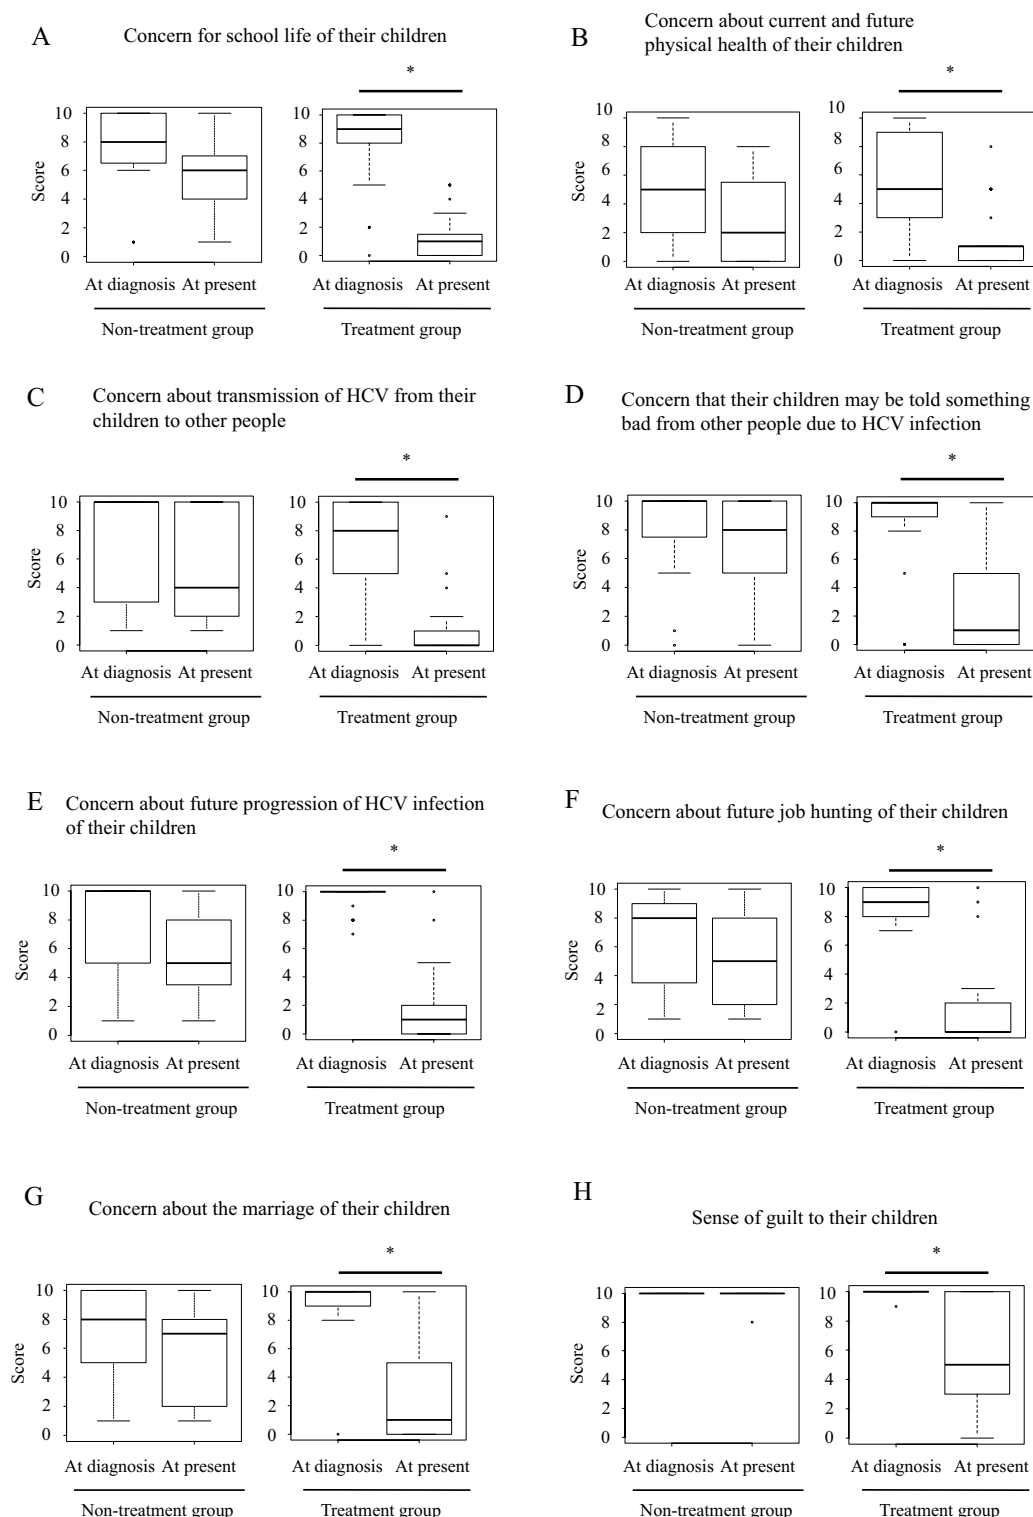 A
Concern for school life of their children
*
Score
10
8
6
4
2
0
10
8
6
4
2
0
At diagnosis At present
At diagnosis At present
Non-treatment group
Treatment group
B
Concern about current and future
physical health of their children
*
Score
10
8
6
4
2
0
10
8
6
4
2
0
At diagnosis At present
At diagnosis At present
Non-treatment group
Treatment group
C
Concern about transmission of HCV from their
children to other people
*
Score
10
8
6
4
2
0
10
8
6
4
2
0
At diagnosis At present
At diagnosis At present
Non-treatment group
Treatment group
D
Concern that their children may be told something
bad from other people due to HCV infection
*
Score
10
8
6
4
2
0
10
8
6
4
2
0
At diagnosis At present
At diagnosis At present
Non-treatment group
Treatment group
E
Concern about future progression of HCV infection
of their children
*
Score
10
8
6
4
2
0
10
8
6
4
2
0
At diagnosis At present
At diagnosis At present
Non-treatment group
Treatment group
F
Concern about future job hunting of their children
*
Score
10
8
6
4
2
0
10
8
6
4
2
0
At diagnosis At present
At diagnosis At present
Non-treatment group
Treatment group
G
Concern about the marriage of their children
*
Score
10
8
6
4
2
0
10
8
6
4
2
0
At diagnosis At present
At diagnosis At present
Non-treatment group
Treatment group
H
Sense of guilt to their children
*
Score
10
8
6
4
2
0
10
8
6
4
2
0
At diagnosis At present
At diagnosis At present
Non-treatment group
Treatment group